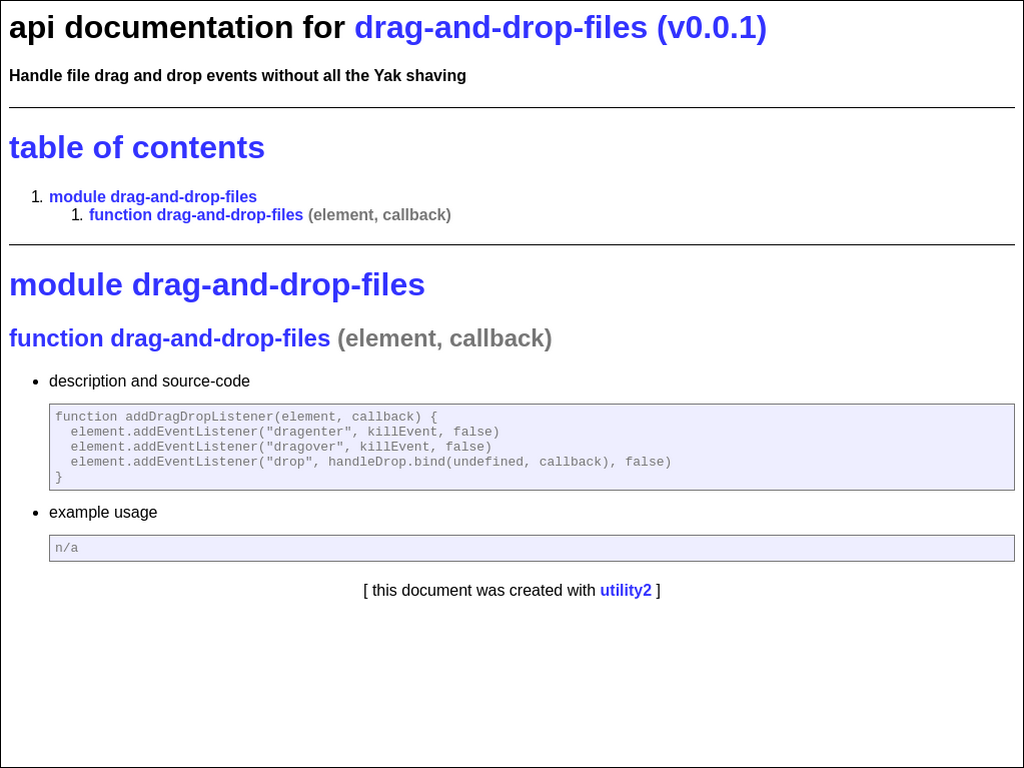 api documentation for drag-and-drop-files (v0.0.1)
Handle file drag and drop events without all the Yak shaving
table of contents
1. module drag-and-drop-files
1. function drag-and-drop-files (element, callback)
module drag-and-drop-files
function drag-and-drop-files (element, callback)
• description and source-code
function addDragDropListener(element, callback) {
  element.addEventListener("dragenter", killEvent, false)
  element.addEventListener("dragover", killEvent, false)
  element.addEventListener("drop", handleDrop.bind(undefined, callback), false)
}
• example usage
n/a
[ this document was created with utility2 ]